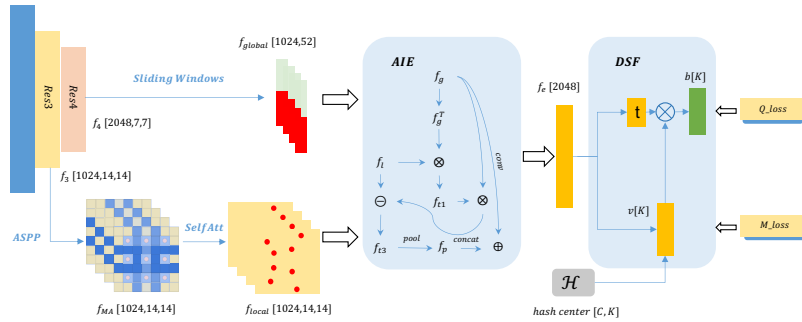 Res3
Res4
f_4 [2048,7,7]
f_3 [1024,14,14]
Sliding Windows
f_global [1024,52]
ASPP
f_MA [1024,14,14]
Self Att
f_local [1024,14,14]
AIE
f_g
f_g^T
f_l
⊗
conv
⊖
f_t1
⊗
f_t3
pool
f_p
concat
⊕
f_e [2048]
DSF
b[K]
t
⊗
Q_loss
v[K]
M_loss
ℋ
hash center [C, K]